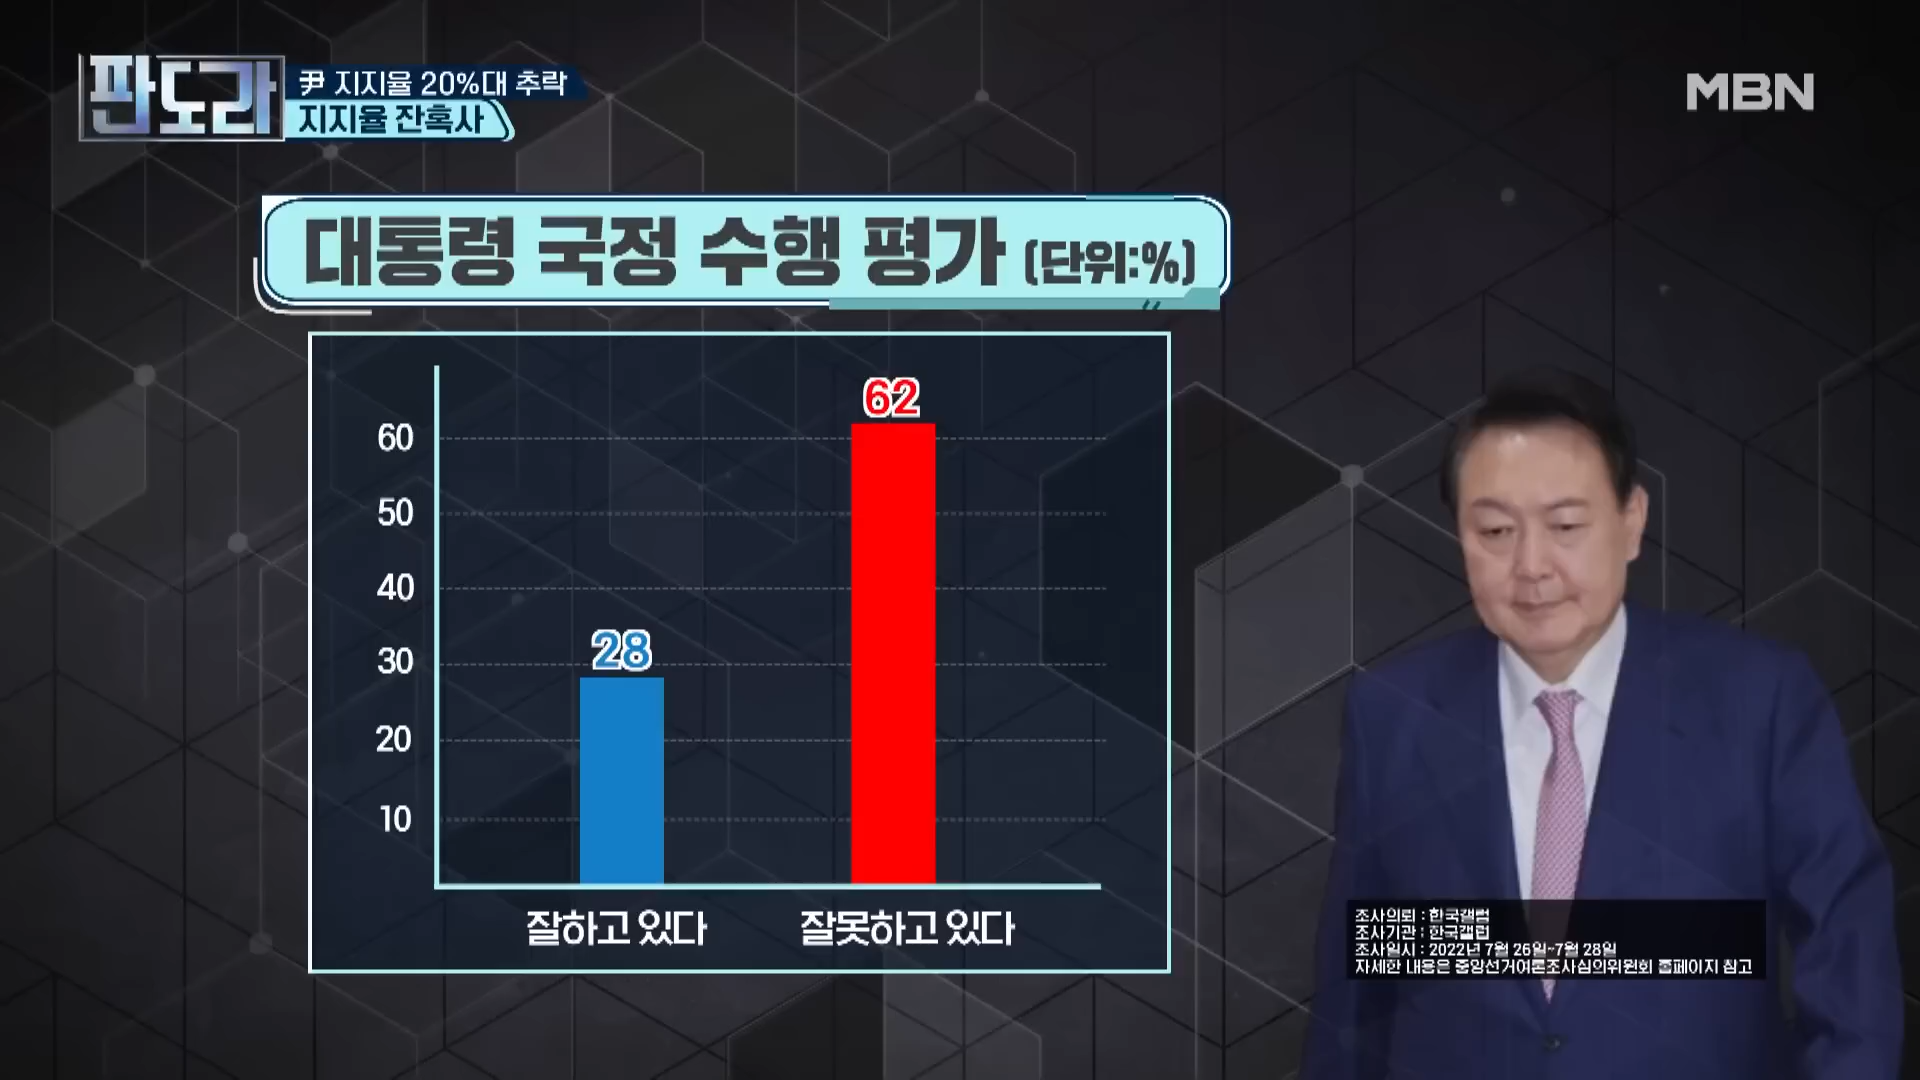 판도라
尹 지지율 20%대 추락
지지율 잔혹사
MBN
대통령 국정 수행 평가 (단위:%)
60
50
40
30
20
10
28
62
잘하고 있다
잘못하고 있다
조사의뢰 : 한국갤럽
조사기관 : 한국갤럽
조사일시 : 2022년 7월 26일~7월 28일
자세한 내용은 중앙선거여론조사심의위원회 홈페이지 참고